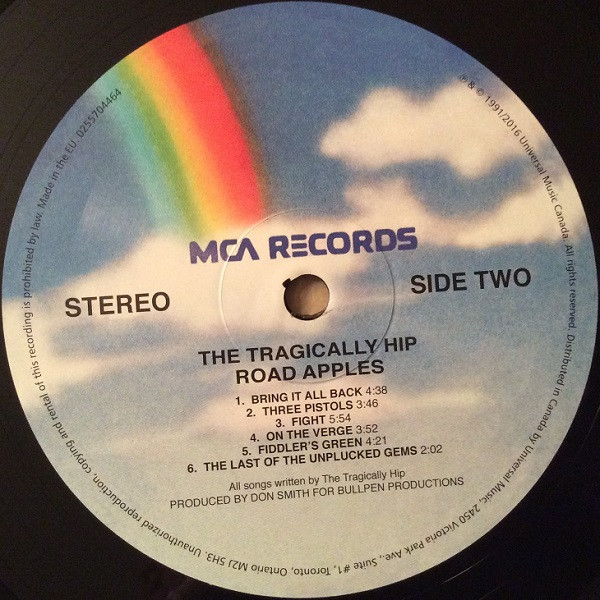 MCA RECORDS
STEREO
SIDE TWO
THE TRAGICALLY HIP
ROAD APPLES
1. BRING IT ALL BACK 4:38
2. THREE PISTOLS 3:46
3. FIGHT 5:54
4. ON THE VERGE 3:52
5. FIDDLER'S GREEN 4:21
6. THE LAST OF THE UNPLUCKED GEMS 2:02
All songs written by The Tragically Hip
PRODUCED BY DON SMITH FOR BULLPEN PRODUCTIONS
℗ & © 1991/2016 Universal Music Canada. All rights reserved. Distributed in Canada by Universal Music, 2450 Victoria Park Ave., Suite #1, Toronto, Ontario M2J 5H3. Unauthorized reproduction, copying and rental of this recording is prohibited by law. Made in the EU. 0255704464